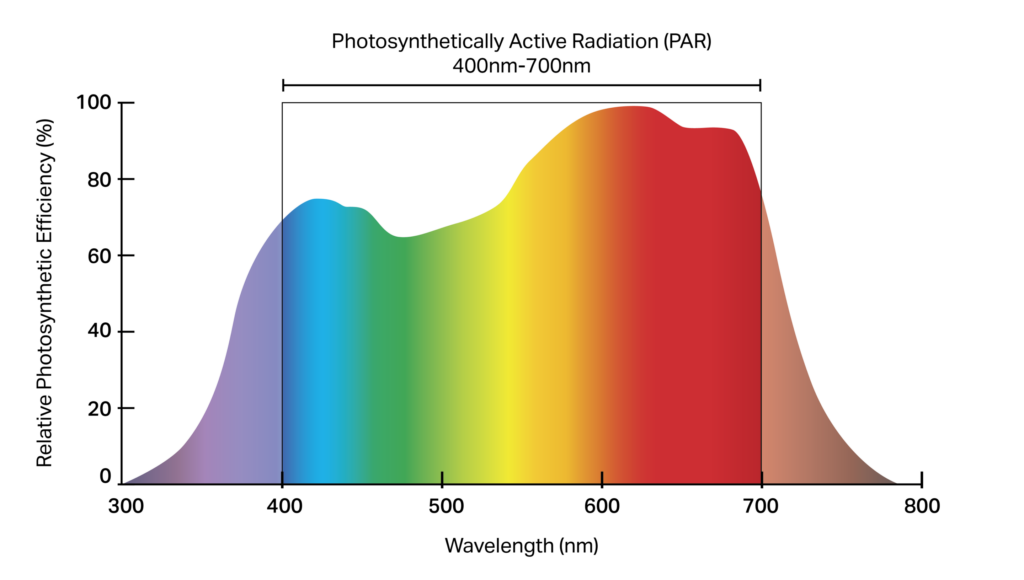 Photosynthetically Active Radiation (PAR)
400nm-700nm
Relative Photosynthetic Efficiency (%)
100
80
60
40
20
0
300 400 500 600 700 800
Wavelength (nm)